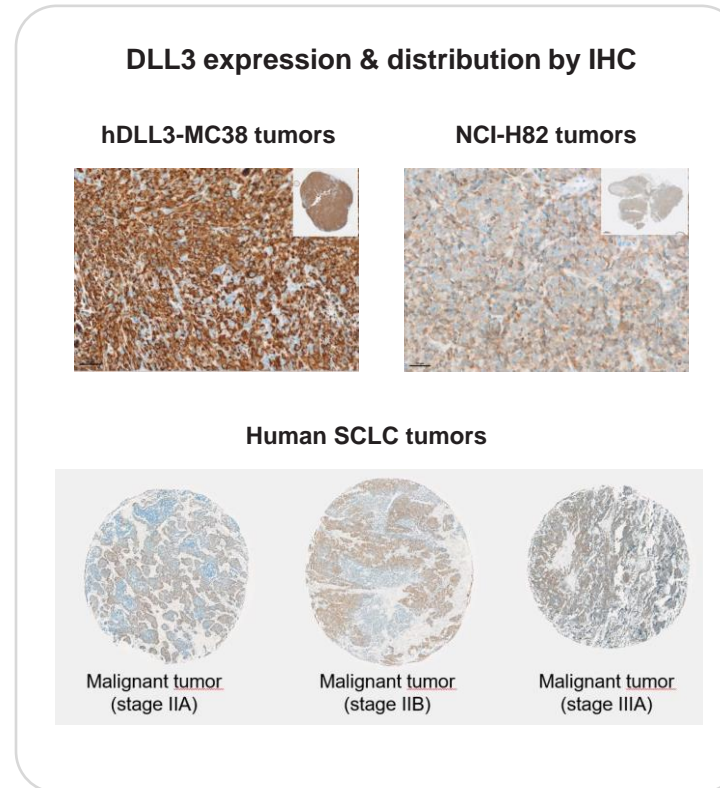 DLL3 expression & distribution by IHC
hDLL3-MC38 tumors
NCI-H82 tumors
Human SCLC tumors
Malignant tumor
(stage IIA)
Malignant tumor
(stage IIB)
Malignant tumor
(stage IIIA)